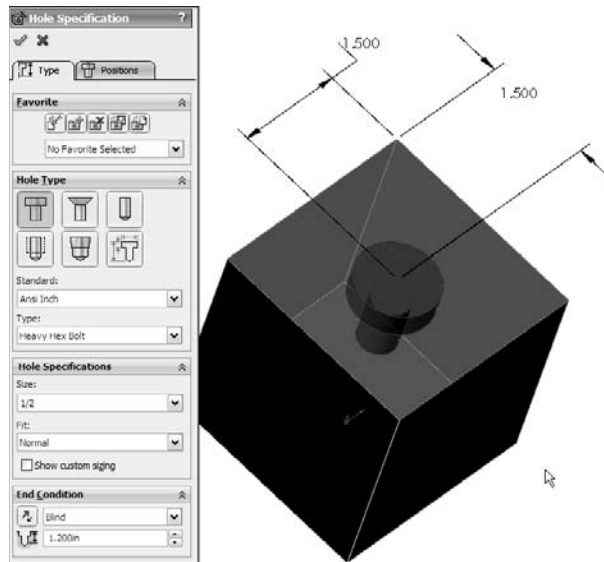 Hole Specification ?
Type Positions
Favorite
No Favorite Selected
Hole Type
Standard:
Ansi Inch
Type:
Heavy Hex Bolt
Hole Specifications
Size:
1/2
Fit:
Normal
Show custom sizing
End Condition
Blind
1.200in
1.500
1.500